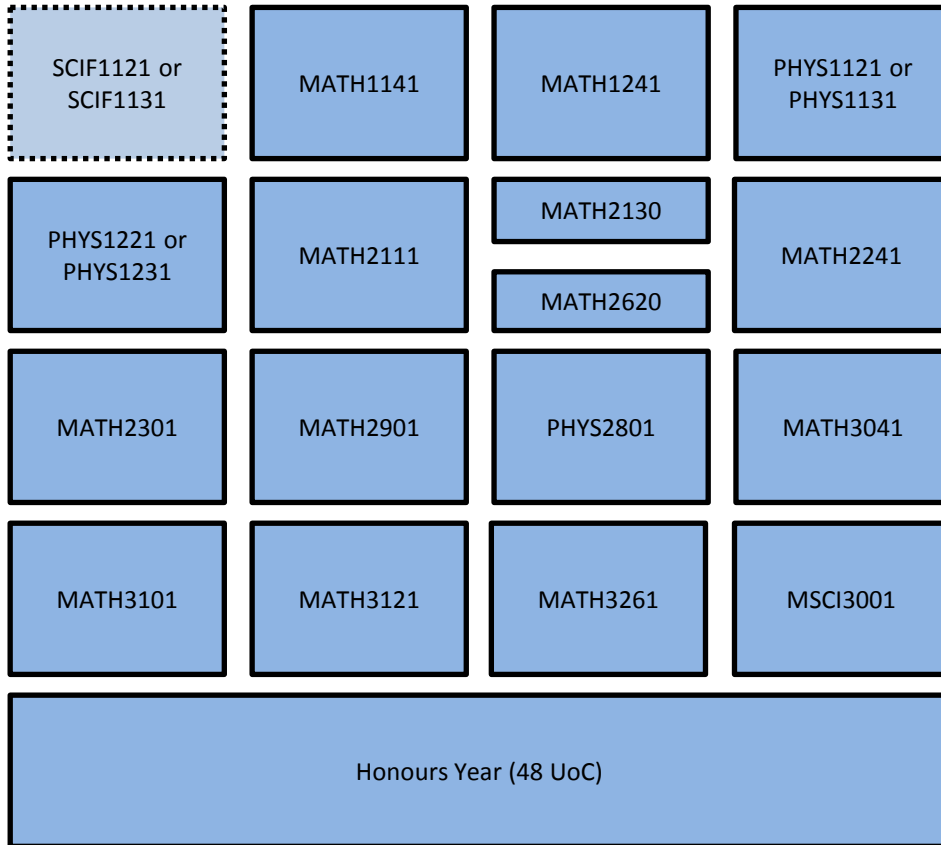 SCIF1121 or
SCIF1131
MATH1141
MATH1241
PHYS1121 or
PHYS1131
PHYS1221 or
PHYS1231
MATH2111
MATH2130
MATH2620
MATH2241
MATH2301
MATH2901
PHYS2801
MATH3041
MATH3101
MATH3121
MATH3261
MSCI3001
Honours Year (48 UoC)